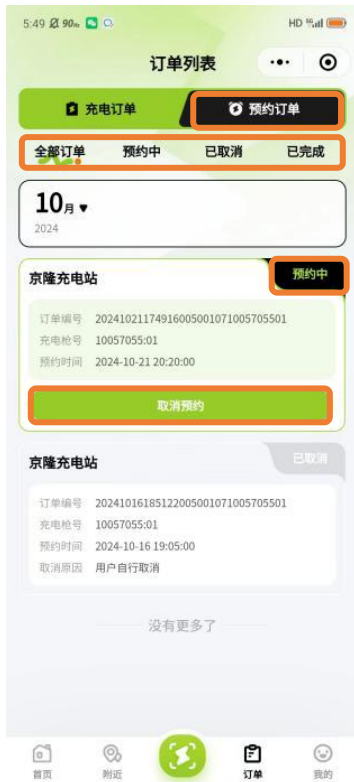 5:49 90% HD 5G
订单列表
充电订单 预约订单
全部订单 预约中 已取消 已完成
10月
2024
京隆充电站 预约中
订单编号 20241021174916005001071005705501
充电枪号 10057055:01
预约时间 2024-10-21 20:20:00
取消预约
京隆充电站 已取消
订单编号 20241016185122005001071005705501
充电枪号 10057055:01
预约时间 2024-10-16 19:05:00
取消原因 用户自行取消
没有更多了
首页 附近 订单 我的